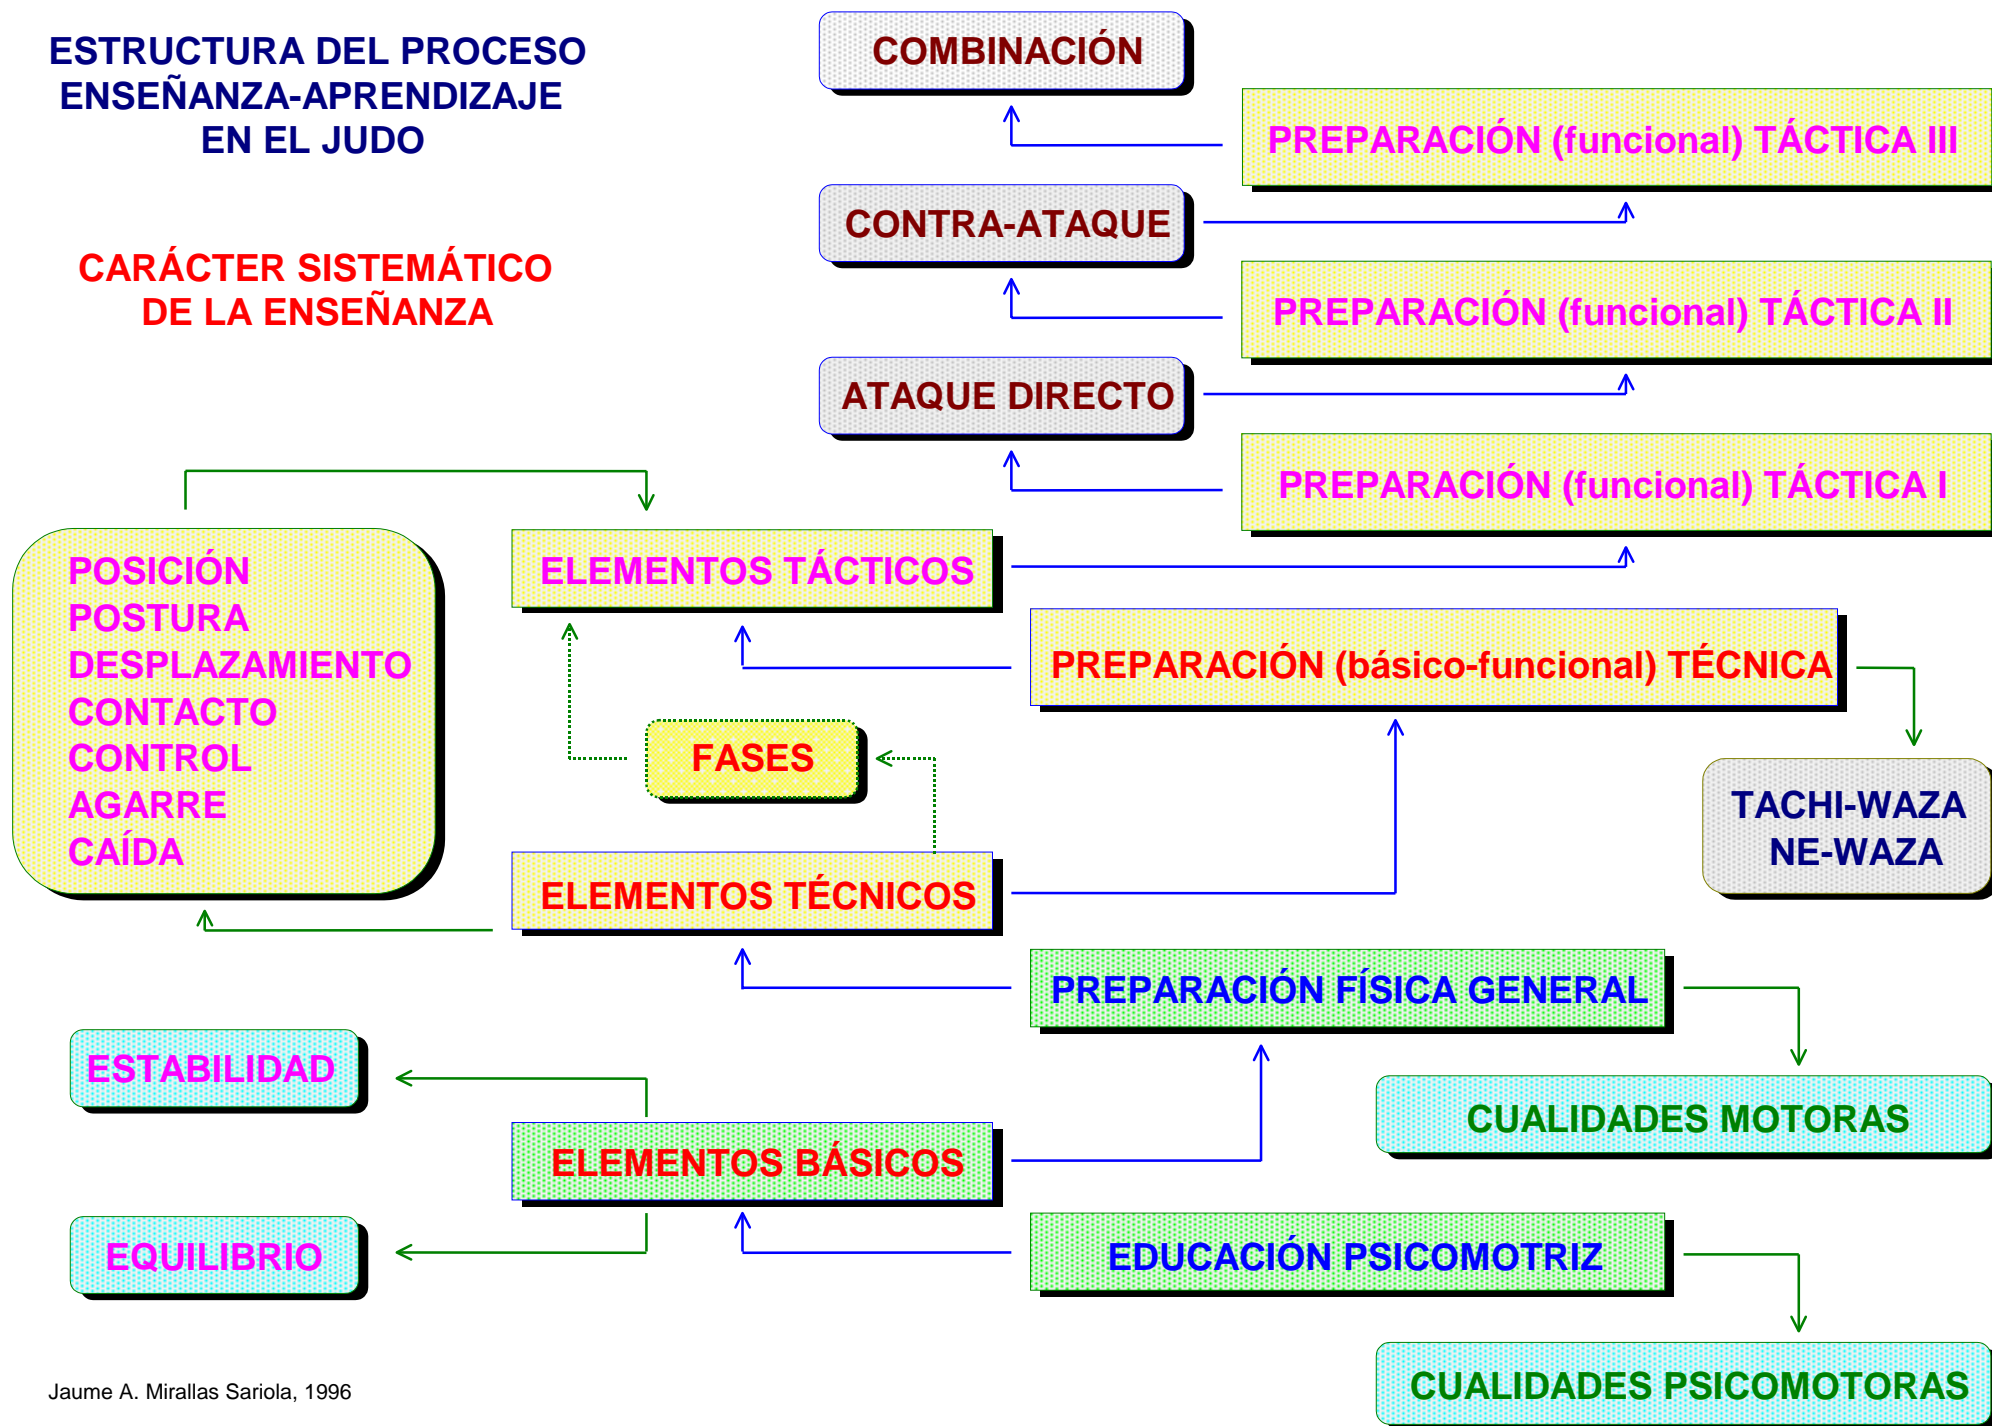 ESTRUCTURA DEL PROCESO
ENSEÑANZA-APRENDIZAJE
EN EL JUDO
CARÁCTER SISTEMÁTICO
DE LA ENSEÑANZA
COMBINACIÓN
PREPARACIÓN (funcional) TÁCTICA III
CONTRA-ATAQUE
PREPARACIÓN (funcional) TÁCTICA II
ATAQUE DIRECTO
PREPARACIÓN (funcional) TÁCTICA I
POSICIÓN
POSTURA
DESPLAZAMIENTO
CONTACTO
CONTROL
AGARRE
CAÍDA
ELEMENTOS TÁCTICOS
PREPARACIÓN (básico-funcional) TÉCNICA
FASES
TACHI-WAZA
NE-WAZA
ELEMENTOS TÉCNICOS
PREPARACIÓN FÍSICA GENERAL
ESTABILIDAD
CUALIDADES MOTORAS
ELEMENTOS BÁSICOS
EQUILIBRIO
EDUCACIÓN PSICOMOTRIZ
CUALIDADES PSICOMOTORAS
Jaume A. Mirallas Sariola, 1996